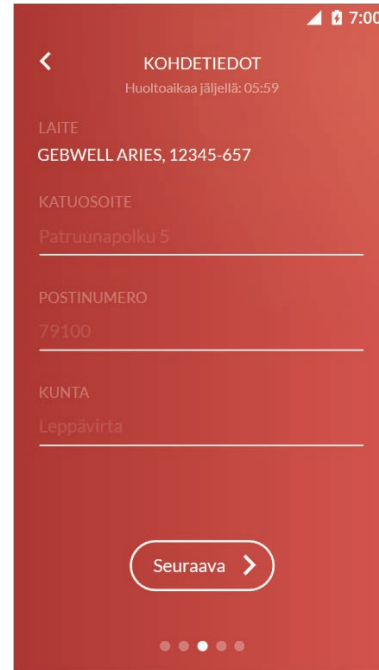 7:00
KOHDETIEDOT
Huoltoaikaa jäljellä: 05:59
LAITE
GEBWELL ARIES, 12345-657
KATUOSOITE
Patruunapolku 5
POSTINUMERO
79100
KUNTA
Leppävirta
Seuraava